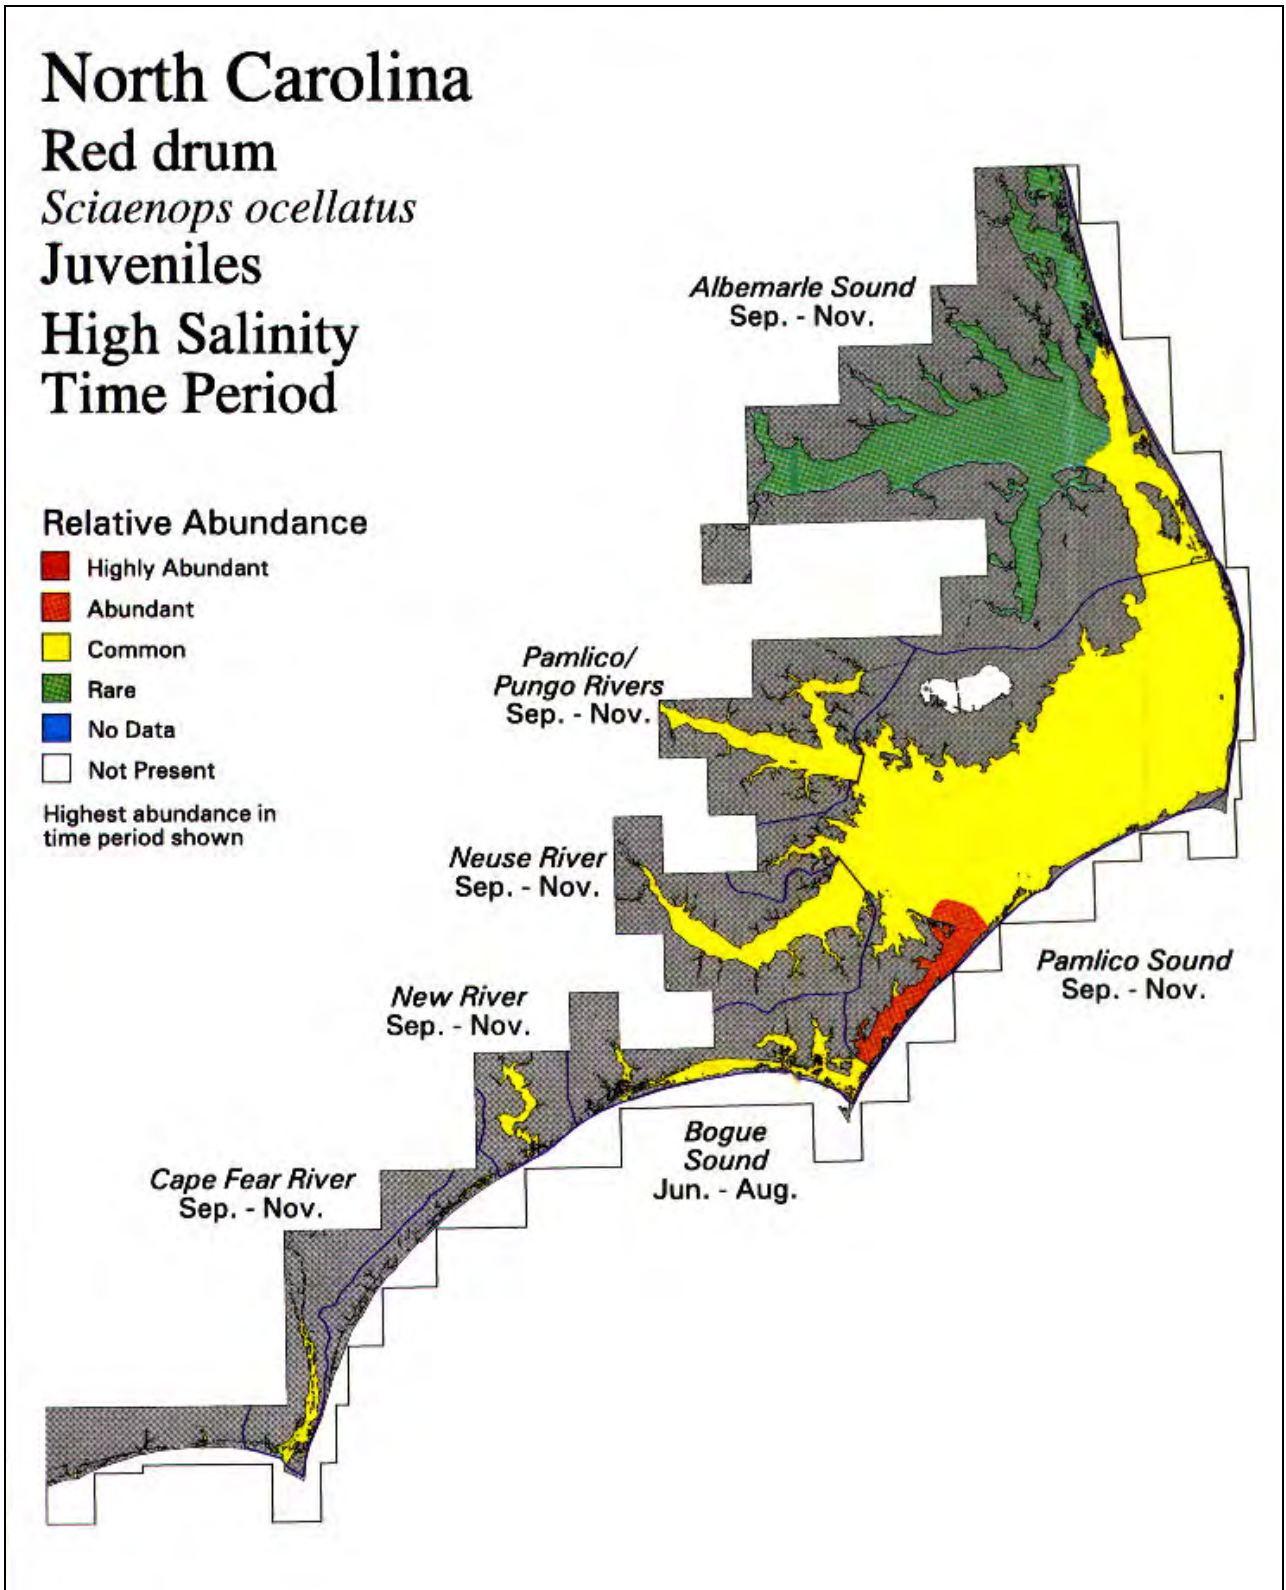 North Carolina
Red drum
Sciaenops ocellatus
Juveniles
High Salinity
Time Period
Relative Abundance
Highly Abundant
Abundant
Common
Rare
No Data
Not Present
Highest abundance in
time period shown
Albemarle Sound
Sep. - Nov.
Pamlico/
Pungo Rivers
Sep. - Nov.
Neuse River
Sep. - Nov.
Pamlico Sound
Sep. - Nov.
New River
Sep. - Nov.
Bogue
Sound
Jun. - Aug.
Cape Fear River
Sep. - Nov.